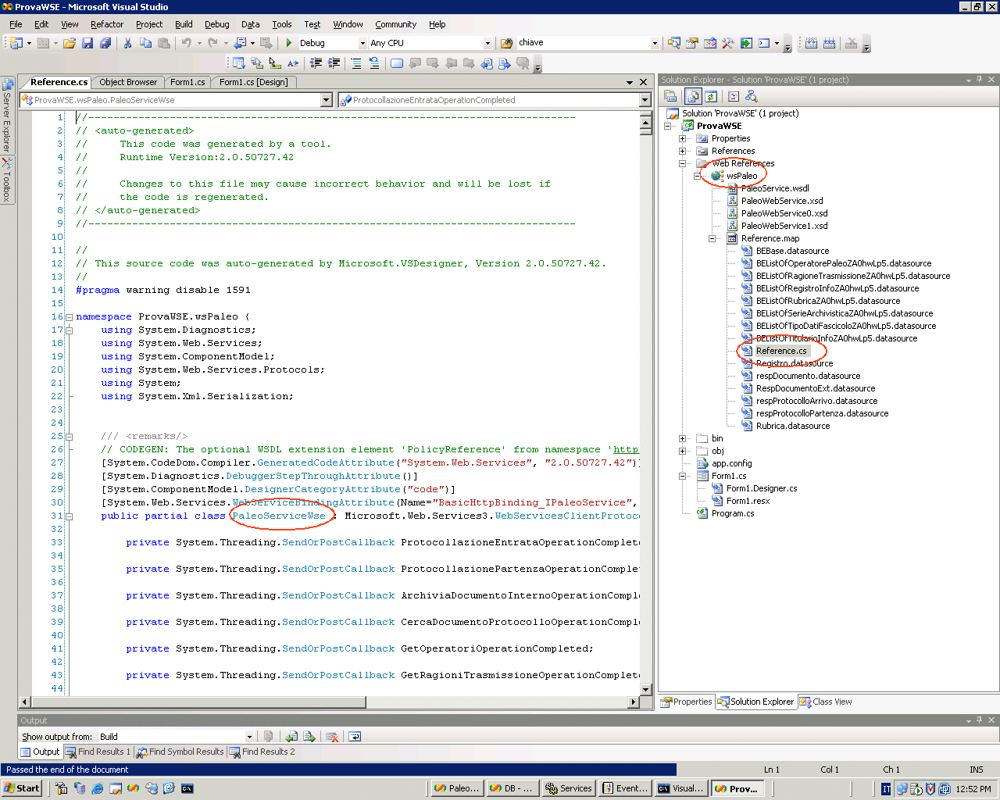 ProvaWSE - Microsoft Visual Studio
File Edit View Refactor Project Build Debug Data Tools Test Window Community Help
Debug Any CPU chiave
Server Explorer
Toolbox
Reference.cs Object Browser Form1.cs Form1.cs [Design]
ProvaWSE.wsPaleo.PaleoServiceWse ProtocollazioneEntrataOperationCompleted
1 //------------------------------------------------------------------------------
2 // <auto-generated>
3 // This code was generated by a tool.
4 // Runtime Version:2.0.50727.42
5 //
6 // Changes to this file may cause incorrect behavior and will be lost if
7 // the code is regenerated.
8 // </auto-generated>
9 //------------------------------------------------------------------------------
10
11 //
12 // This source code was auto-generated by Microsoft.VSDesigner, Version 2.0.50727.42.
13 //
14 #pragma warning disable 1591
15
16 namespace ProvaWSE.wsPaleo {
17 using System.Diagnostics;
18 using System.Web.Services;
19 using System.ComponentModel;
20 using System.Web.Services.Protocols;
21 using System;
22 using System.Xml.Serialization;
23
24
25 /// <remarks/>
26 // CODEGEN: The optional WSDL extension element 'PolicyReference' from namespace 'http
27 [System.CodeDom.Compiler.GeneratedCodeAttribute("System.Web.Services", "2.0.50727.42")]
28 [System.Diagnostics.DebuggerStepThroughAttribute()]
29 [System.ComponentModel.DesignerCategoryAttribute("code")]
30 [System.Web.Services.WebServiceBindingAttribute(Name="BasicHttpBinding_IPaleoService",
31 public partial class PaleoServiceWse : Microsoft.Web.Services3.WebServicesClientProtoc
32
33 private System.Threading.SendOrPostCallback ProtocollazioneEntrataOperationComplet
34
35 private System.Threading.SendOrPostCallback ProtocollazionePartenzaOperationComple
36
37 private System.Threading.SendOrPostCallback ArchiviaDocumentoInternoOperationCompl
38
39 private System.Threading.SendOrPostCallback CercaDocumentoProtocolloOperationCompl
40
41 private System.Threading.SendOrPostCallback GetOperatoriOperationCompleted;
42
43 private System.Threading.SendOrPostCallback GetRagioniTrasmissioneOperationComplet
44
Solution Explorer - Solution 'ProvaWSE' (1 project)
Solution 'ProvaWSE' (1 project)
ProvaWSE
Properties
References
Web References
wsPaleo
PaleoService.wsdl
PaleoWebService.xsd
PaleoWebService0.xsd
PaleoWebService1.xsd
Reference.map
BEBase.datasource
BEListOfOperatorePaleoZA0hwLp5.datasource
BEListOfRagioneTrasmissioneZA0hwLp5.datasource
BEListOfRegistroInfoZA0hwLp5.datasource
BEListOfRubricaZA0hwLp5.datasource
BEListOfSerieArchivisticaZA0hwLp5.datasource
BEListOfTipoDatiFascicoloZA0hwLp5.datasource
BEListOfTitolarioInfoZA0hwLp5.datasource
Reference.cs
Registro.datasource
respDocumento.datasource
RespDocumentoExt.datasource
respProtocolloArrivo.datasource
respProtocolloPartenza.datasource
Rubrica.datasource
bin
obj
app.config
Form1.cs
Form1.Designer.cs
Form1.resx
Program.cs
Properties Solution Explorer Class View
Output
Show output from: Build
Output Find Results 1 Find Symbol Results Find Results 2
Passed the end of the document Ln 1 Col 1 Ch 1 INS
Start Paleo... DB - ... Services Event... Visual... Prov... IT 12:52 PM